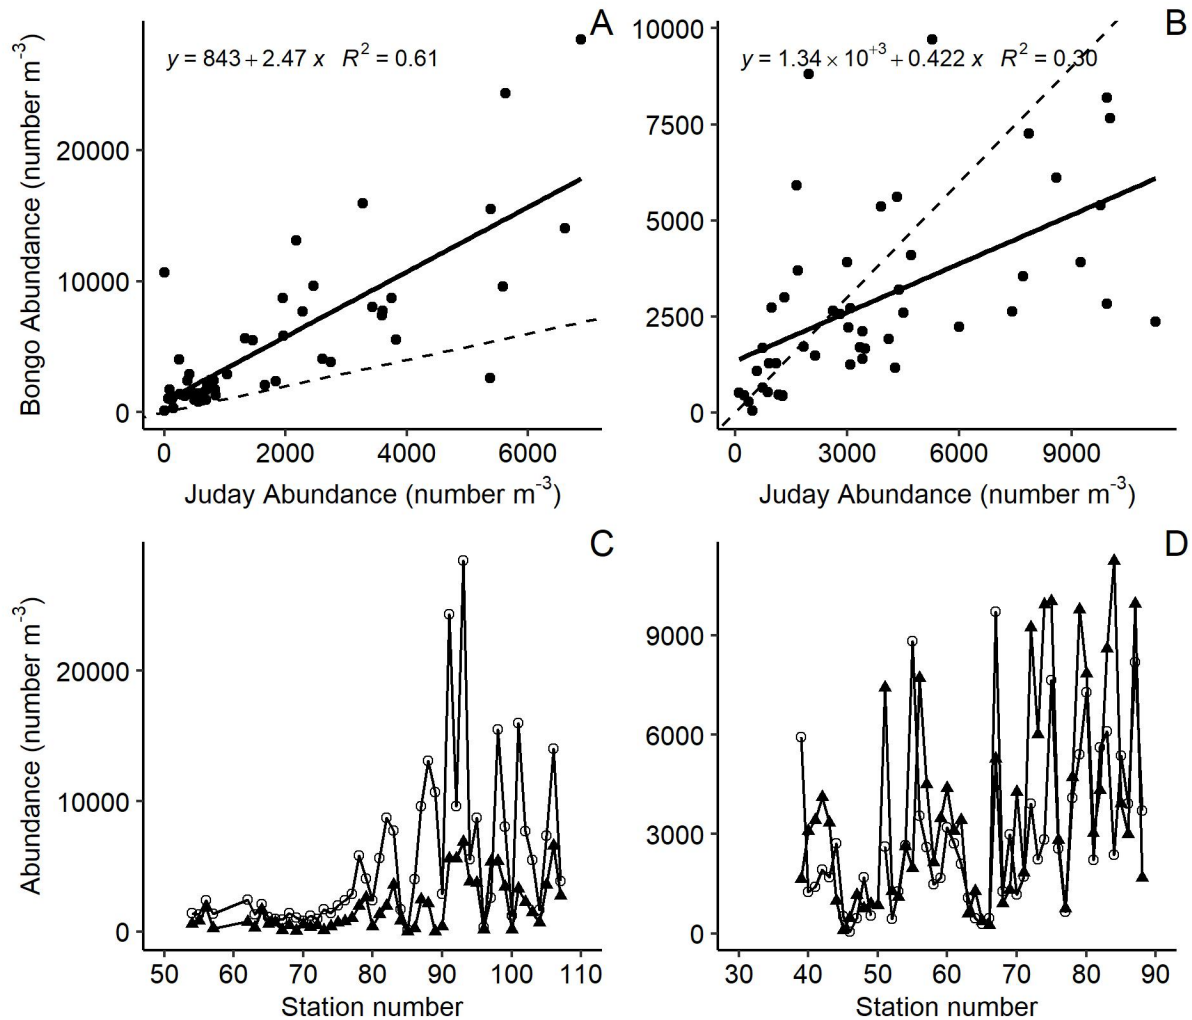 A
y = 843 + 2.47 x   R² = 0.61
20000
10000
0
0 2000 4000 6000
Juday Abundance (number m⁻³)
Bongo Abundance (number m⁻³)
B
y = 1.34 × 10⁺³ + 0.422 x   R² = 0.30
10000
7500
5000
2500
0
0 3000 6000 9000
Juday Abundance (number m⁻³)
C
20000
10000
0
50 60 70 80 90 100 110
Station number
Abundance (number m⁻³)
D
9000
6000
3000
0
30 40 50 60 70 80 90
Station number